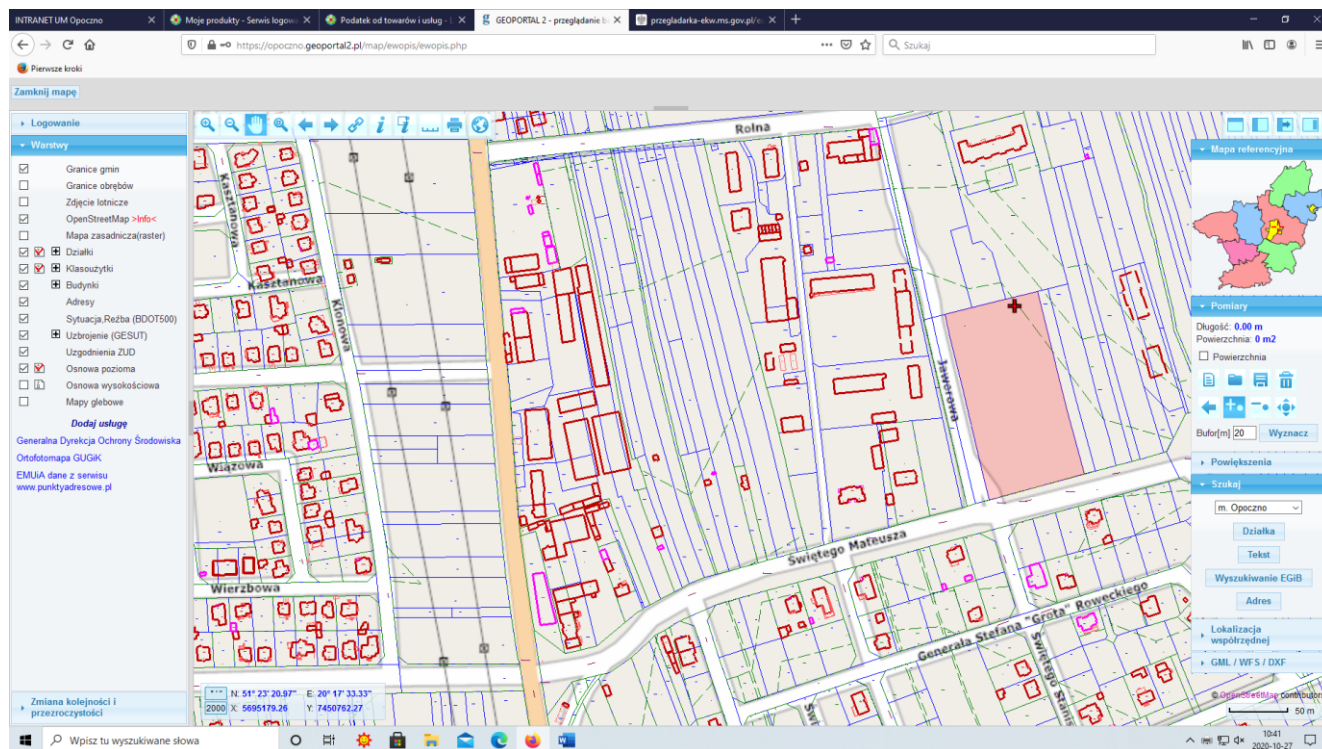 INTRANET UM Opoczno
Moje produkty - Serwis logowa
Podatek od towarów i usług - L
GEOPORTAL 2 - przeglądanie ba
przegladarka-ekw.ms.gov.pl/eu
https://opoczno.geoportal2.pl/map/ewopis/ewopis.php
Szukaj
Pierwsze kroki
Zamknij mapę
Logowanie
Warstwy
Granice gmin
Granice obrębów
Zdjęcie lotnicze
OpenStreetMap >Info<
Mapa zasadnicza(raster)
Działki
Klasoużytki
Budynki
Adresy
Sytuacja,Reźba (BDOT500)
Uzbrojenie (GESUT)
Uzgodnienia ZUD
Osnowa pozioma
Osnowa wysokościowa
Mapy glebowe
Dodaj usługę
Generalna Dyrekcja Ochrony Środowiska
Ortofotomapa GUGiK
EMUiA dane z serwisu
www.punktyadresowe.pl
Zmiana kolejności i
przezroczystości
Rolna
Kasztanowa
Kasztanowa
Klonowa
Wiązowa
Wierzbowa
Jaworowa
Świętego Mateusza
Generała Stefana "Grota" Roweckiego
Świętego Stanis
Świę
N: 51° 23' 20.97" E: 20° 17' 33.33"
2000 X: 5695179.26 Y: 7450762.27
Mapa referencyjna
Pomiary
Długość: 0.00 m
Powierzchnia: 0 m2
Powierzchnia
Bufor[m] 20 Wyznacz
Powiększenia
Szukaj
m. Opoczno
Działka
Tekst
Wyszukiwanie EGiB
Adres
Lokalizacja
współrzędnej
GML / WFS / DXF
© OpenStreetMap contributors
50 m
Wpisz tu wyszukiwane słowa
10:41
2020-10-27